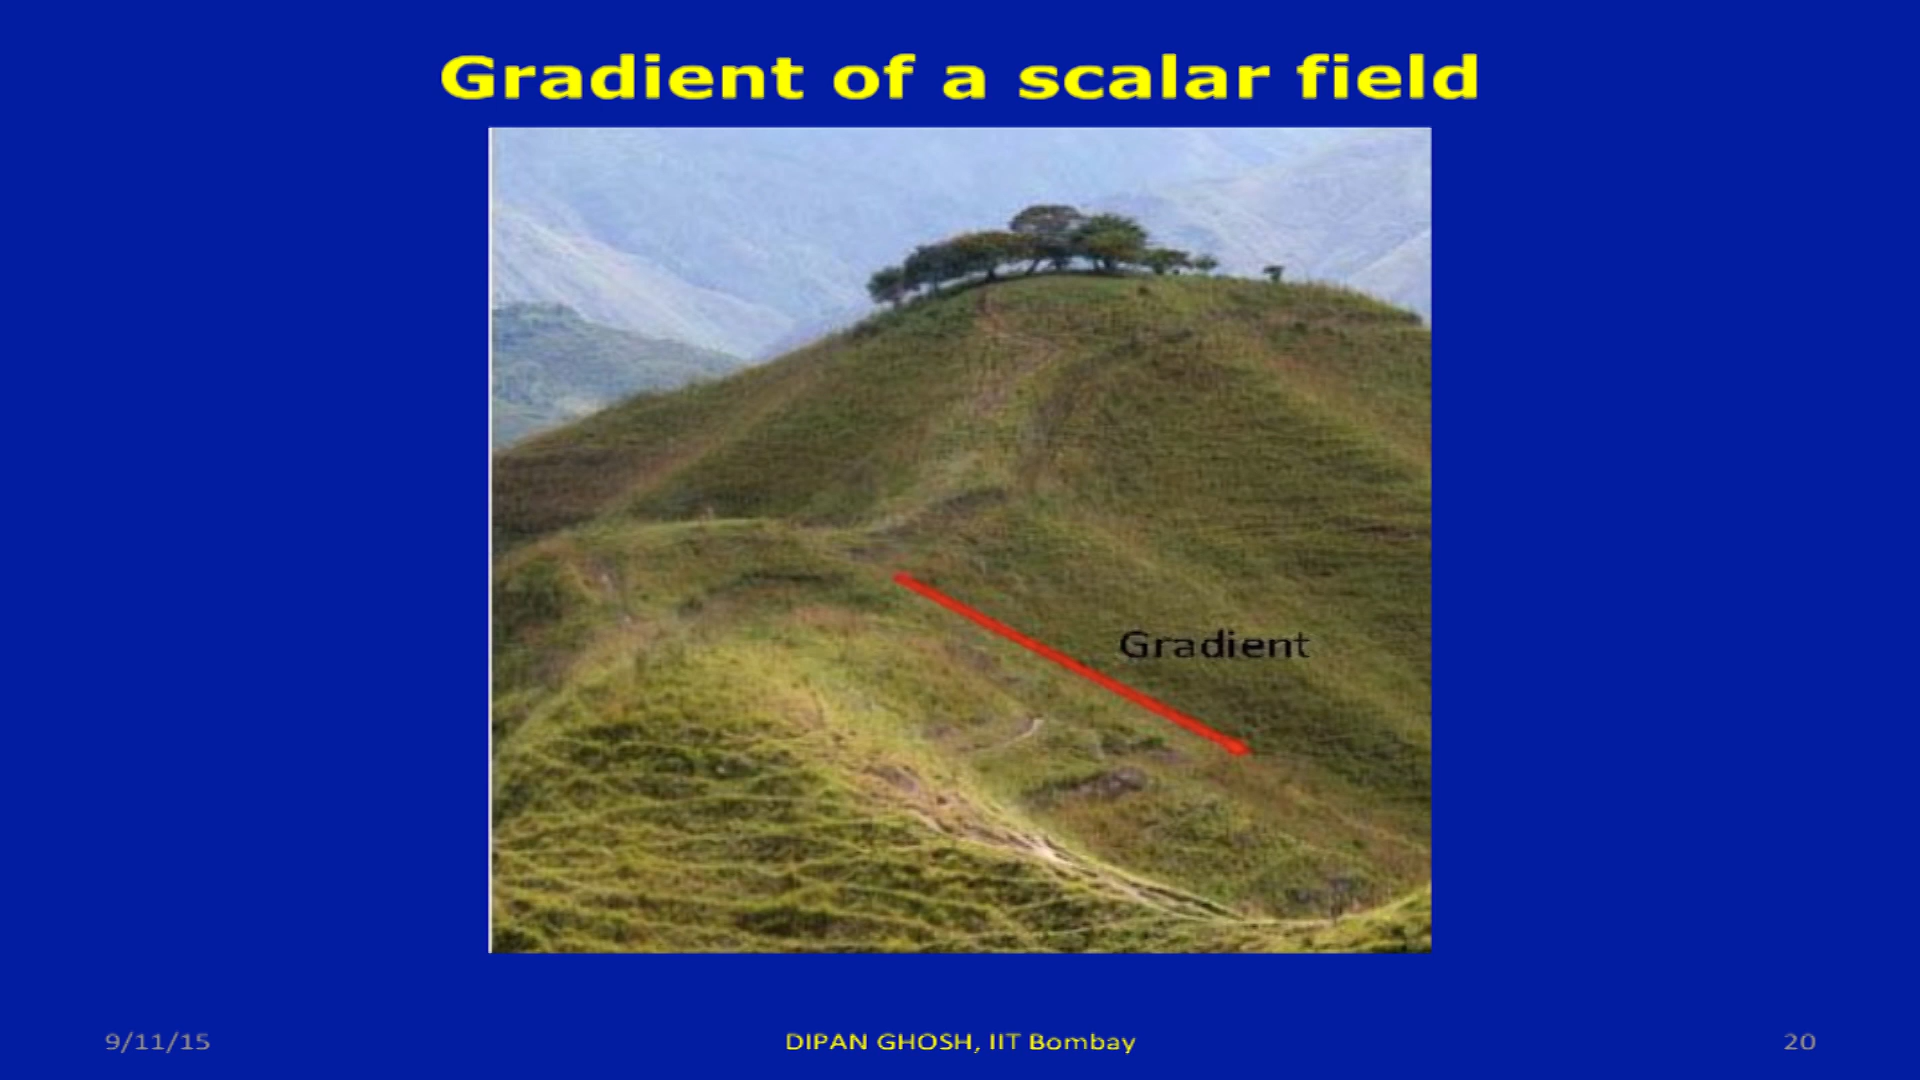 Gradient of a scalar field
Gradient
9/11/15
DIPAN GHOSH, IIT Bombay
20